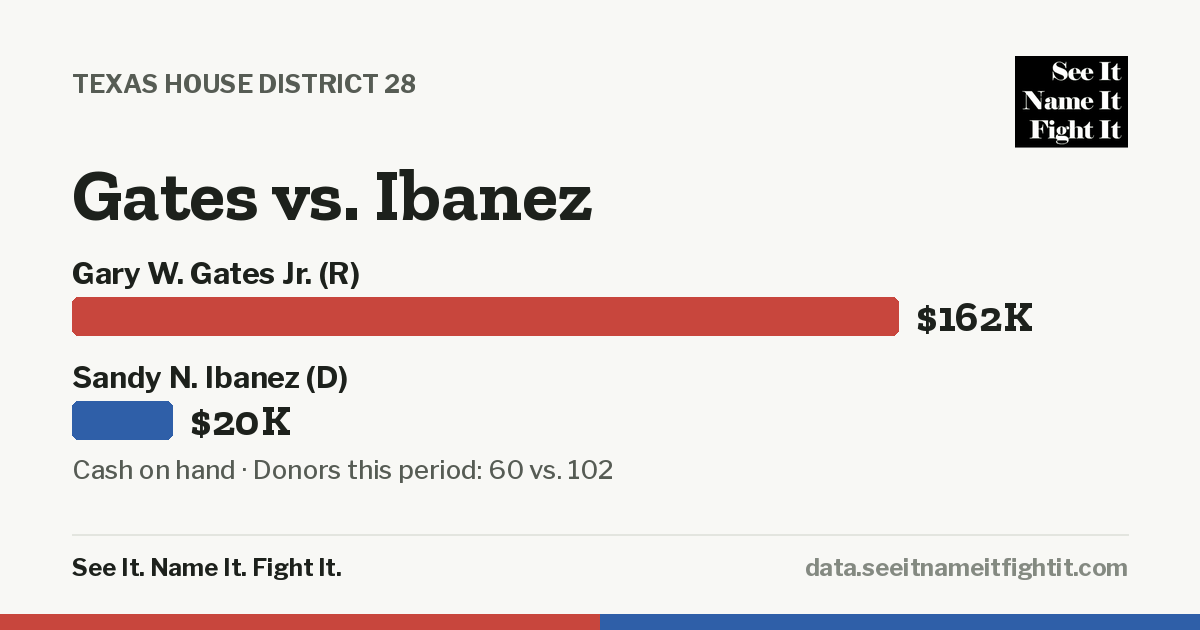 TEXAS HOUSE DISTRICT 28
See It
Name It
Fight It
Gates vs. Ibanez
Gary W. Gates Jr. (R)
$162K
Sandy N. Ibanez (D)
$20K
Cash on hand · Donors this period: 60 vs. 102
See It. Name It. Fight It.
data.seeitnameitfightit.com